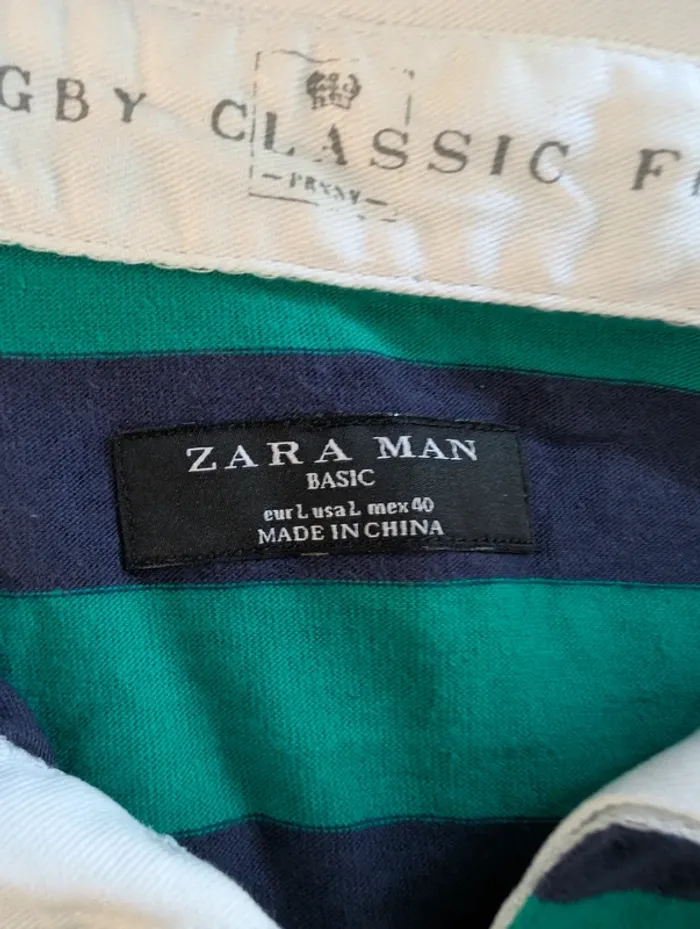 GBY CLASSIC F
ZARA MAN
BASIC
eur L usa L mex 40
MADE IN CHINA